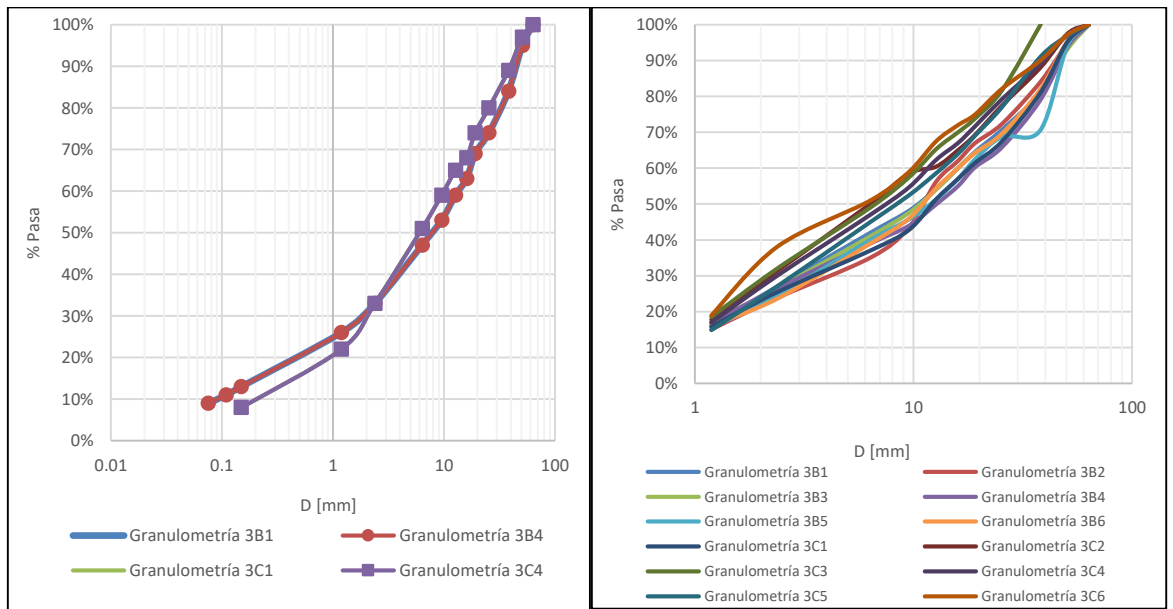 100%
90%
80%
70%
60%
50%
40%
30%
20%
10%
0%
% Pasa
0.01 0.1 1 10 100
D [mm]
Granulometría 3B1 Granulometría 3B4
Granulometría 3C1 Granulometría 3C4
100%
90%
80%
70%
60%
50%
40%
30%
20%
10%
0%
% Pasa
1 10 100
D [mm]
Granulometría 3B1 Granulometría 3B2
Granulometría 3B3 Granulometría 3B4
Granulometría 3B5 Granulometría 3B6
Granulometría 3C1 Granulometría 3C2
Granulometría 3C3 Granulometría 3C4
Granulometría 3C5 Granulometría 3C6